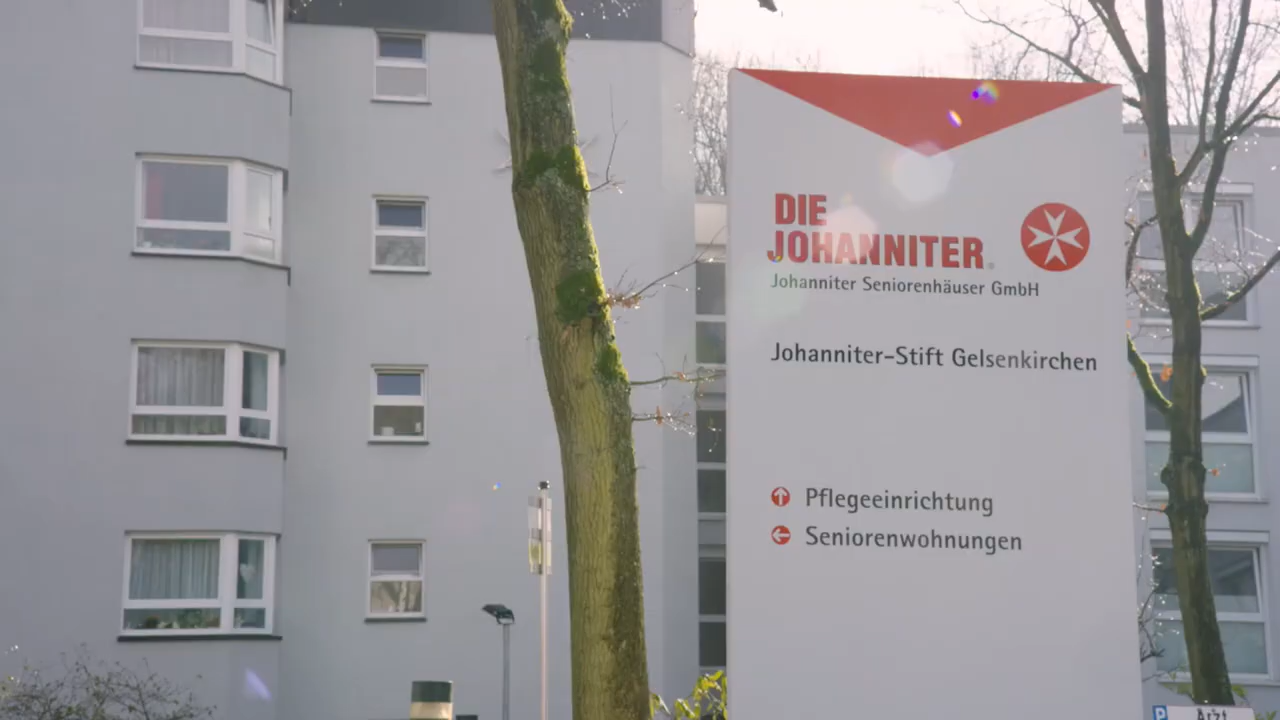 DIE
JOHANNITER®
Johanniter Seniorenhäuser GmbH
Johanniter-Stift Gelsenkirchen
Pflegeeinrichtung
Seniorenwohnungen
P Arzt